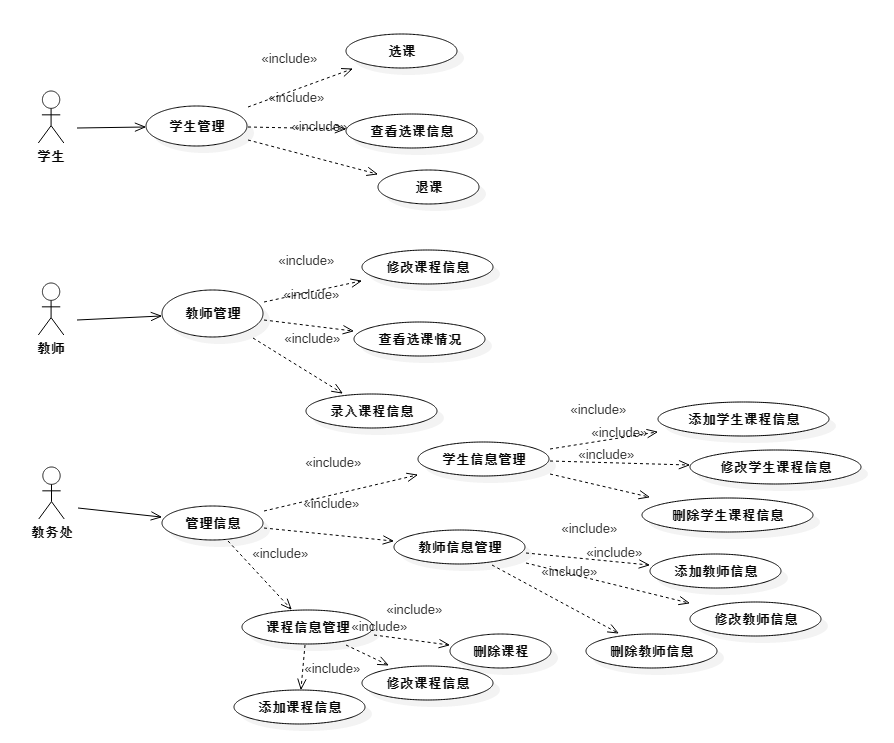 «include»
选课
«include»
学生
学生管理
«include»
查看选课信息
退课
«include»
修改课程信息
«include»
教师
教师管理
«include»
查看选课情况
录入课程信息
«include»
添加学生课程信息
«include»
学生信息管理
«include»
修改学生课程信息
«include»
«include»
删除学生课程信息
教务处
管理信息
«include»
教师信息管理
«include»
«include»
添加教师信息
«include»
«include»
修改教师信息
课程信息管理
«include»
删除课程
删除教师信息
«include»
修改课程信息
添加课程信息